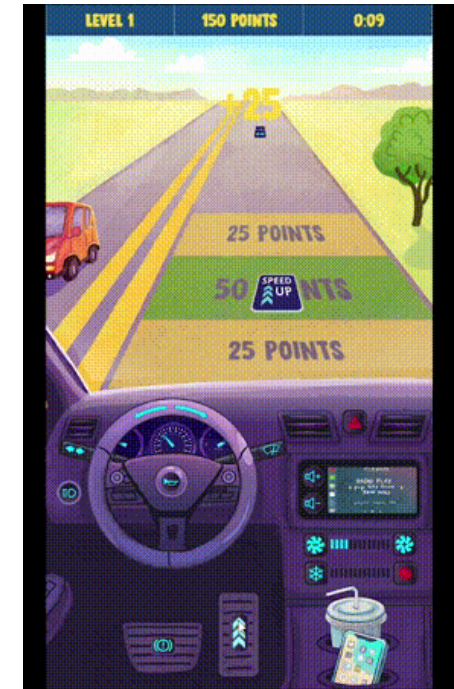 LEVEL 1
150 POINTS
0:09
+25
25 POINTS
50 NTS
SPEED
UP
25 POINTS